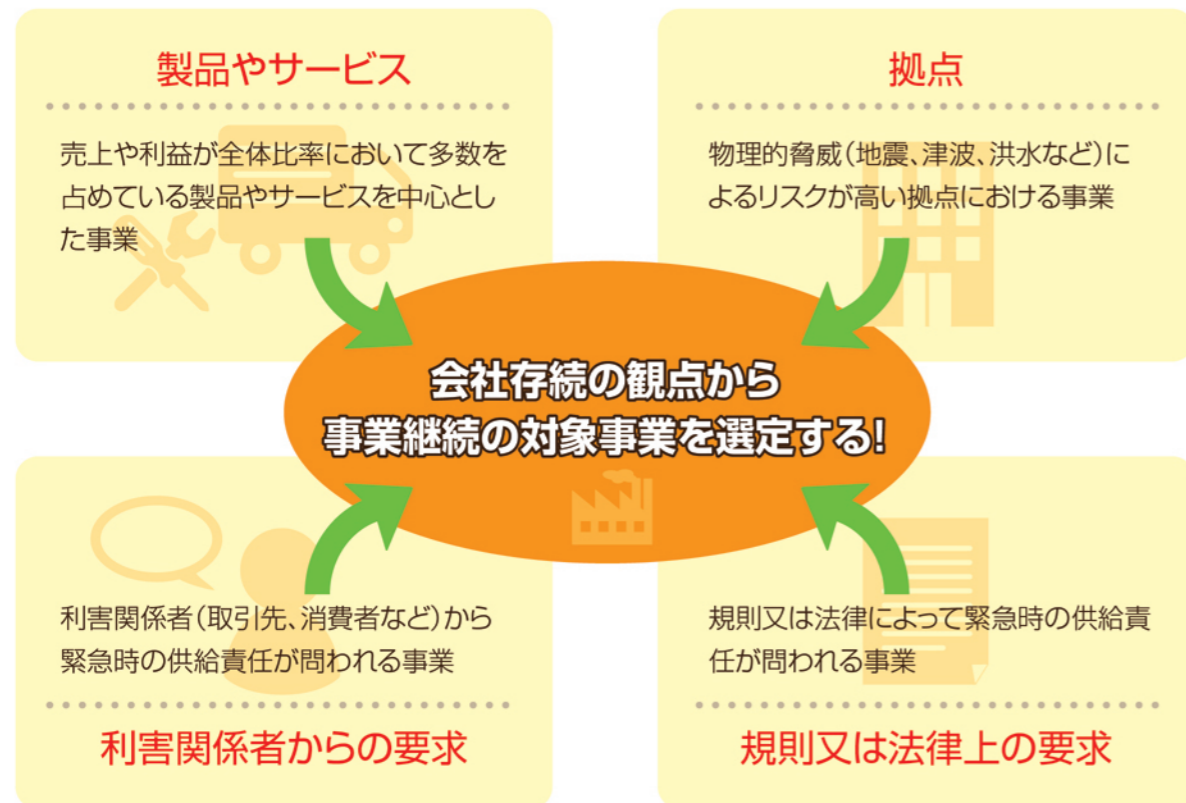 製品やサービス
売上や利益が全体比率において多数を
占めている製品やサービスを中心とし
た事業
拠点
物理的脅威(地震、津波、洪水など)に
よるリスクが高い拠点における事業
会社存続の観点から
事業継続の対象事業を選定する!
利害関係者(取引先、消費者など)から
緊急時の供給責任が問われる事業
利害関係者からの要求
規則又は法律によって緊急時の供給責
任が問われる事業
規則又は法律上の要求